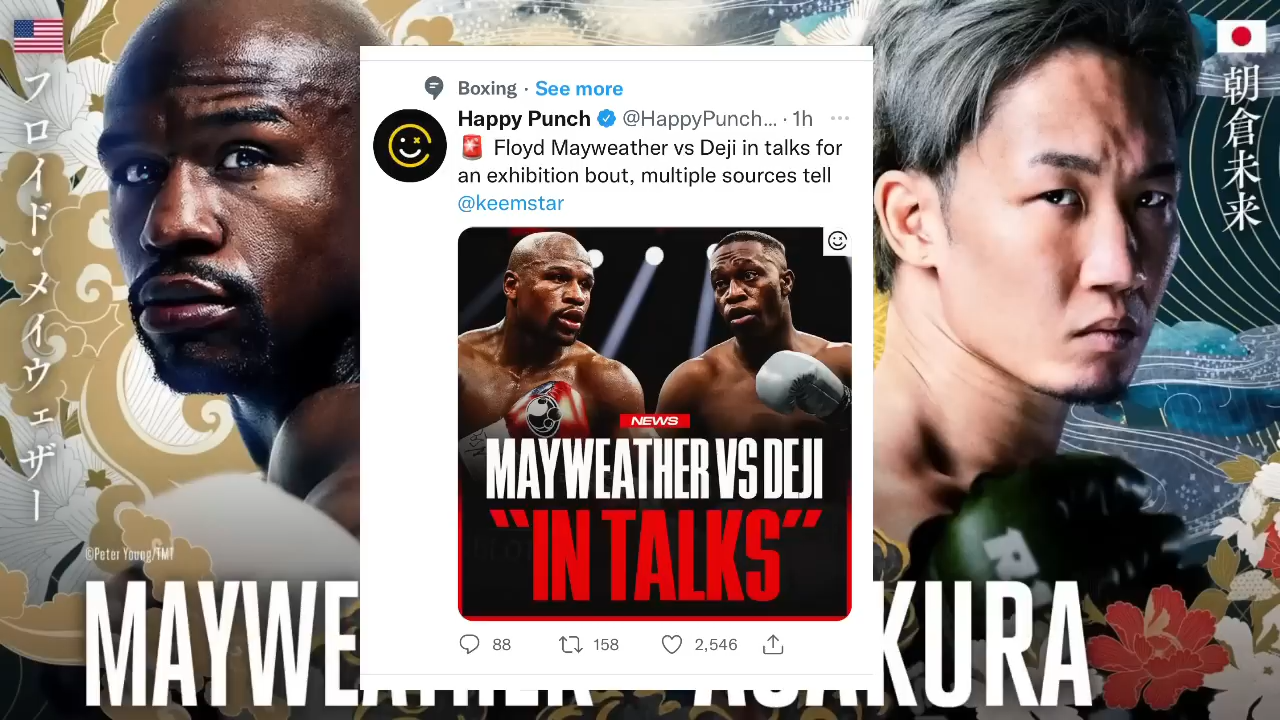 フロイド・メイウェザー
Boxing · See more
Happy Punch @HappyPunch... · 1h
🚨 Floyd Mayweather vs Deji in talks for
an exhibition bout, multiple sources tell
@keemstar
NEWS
MAYWEATHER VS DEJI
"IN TALKS"
88 158 2,546
朝倉未来
©Peter Young/TMT
MAYWEATHER ASAKURA